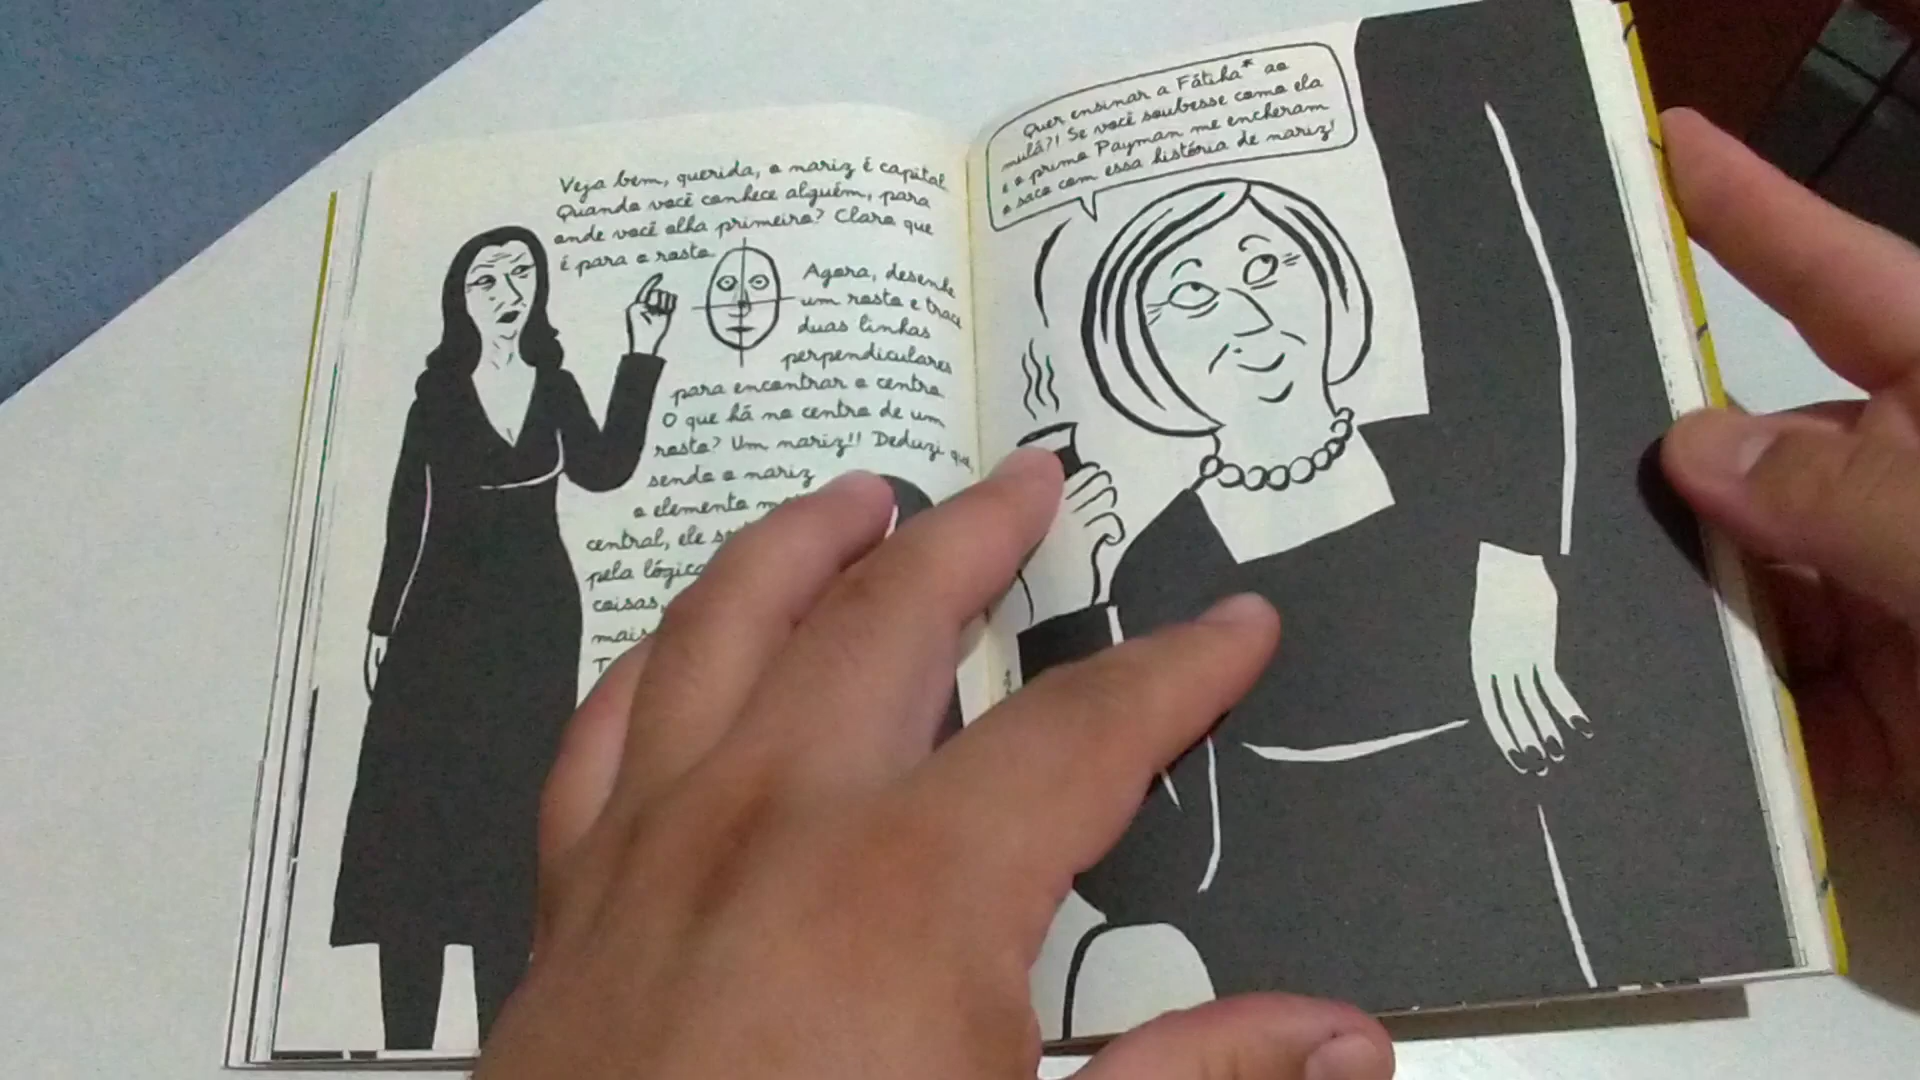 Veja bem, querida, o nariz é capital.
Quando você conhece alguém, para
onde você olha primeiro? Claro que
é para o rosto.
Agora, desenhe
um rosto e trace
duas linhas
perpendiculares
para encontrar o centro.
O que há no centro de um
rosto? Um nariz!! Deduzi que,
sendo o nariz
o elemento
central, ele
pela lógica
coisas,
mais
Quer ensinar a Fátiha* ao
mulá?! Se você soubesse como ela
e o primo Payman me encheram
o saco com essa história de nariz!